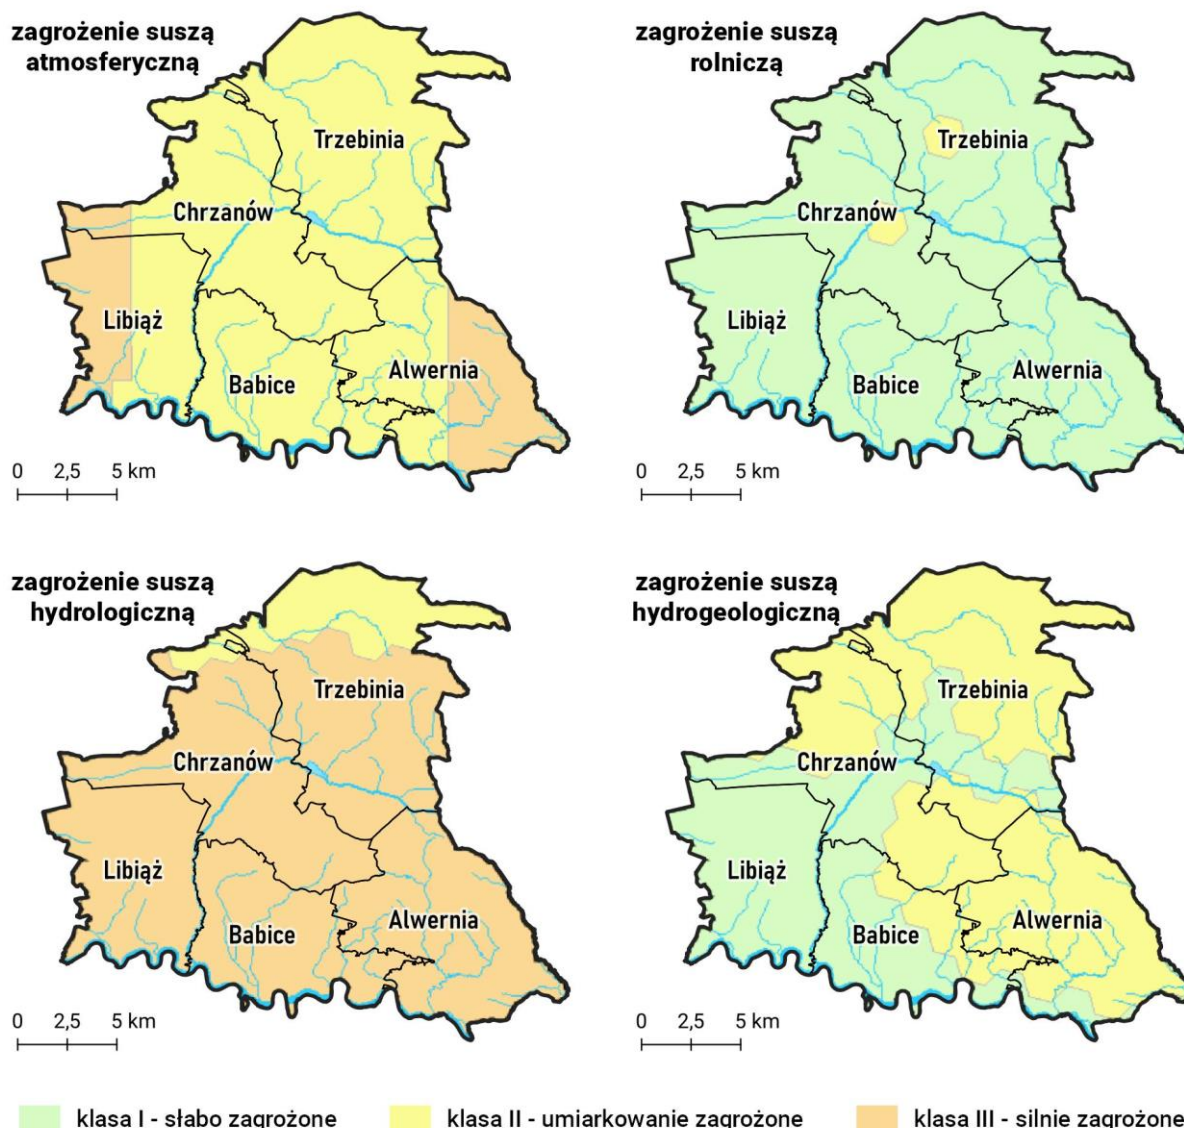 zagrożenie suszą
atmosferyczną
Trzebinia
Chrzanów
Libiąż
Alwernia
Babice
0 2,5 5 km
zagrożenie suszą
rolniczą
Trzebinia
Chrzanów
Libiąż
Alwernia
Babice
0 2,5 5 km
zagrożenie suszą
hydrologiczną
Trzebinia
Chrzanów
Libiąż
Alwernia
Babice
0 2,5 5 km
zagrożenie suszą
hydrogeologiczną
Trzebinia
Chrzanów
Libiąż
Alwernia
Babice
0 2,5 5 km
klasa I - słabo zagrożone
klasa II - umiarkowanie zagrożone
klasa III - silnie zagrożone